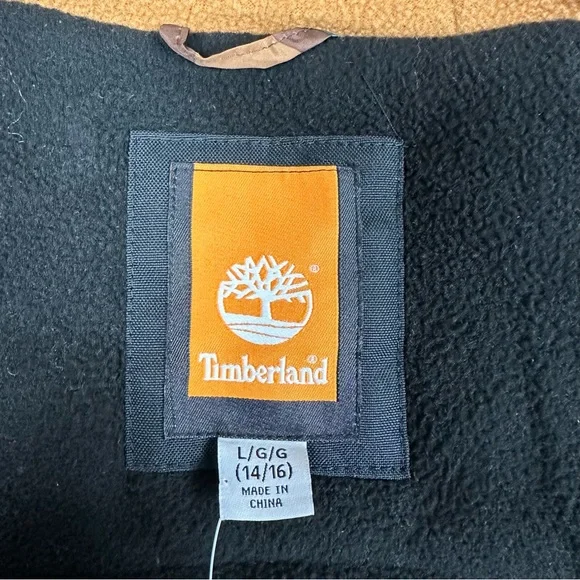 ®
Timberland®
L/G/G
(14/16)
MADE IN
CHINA